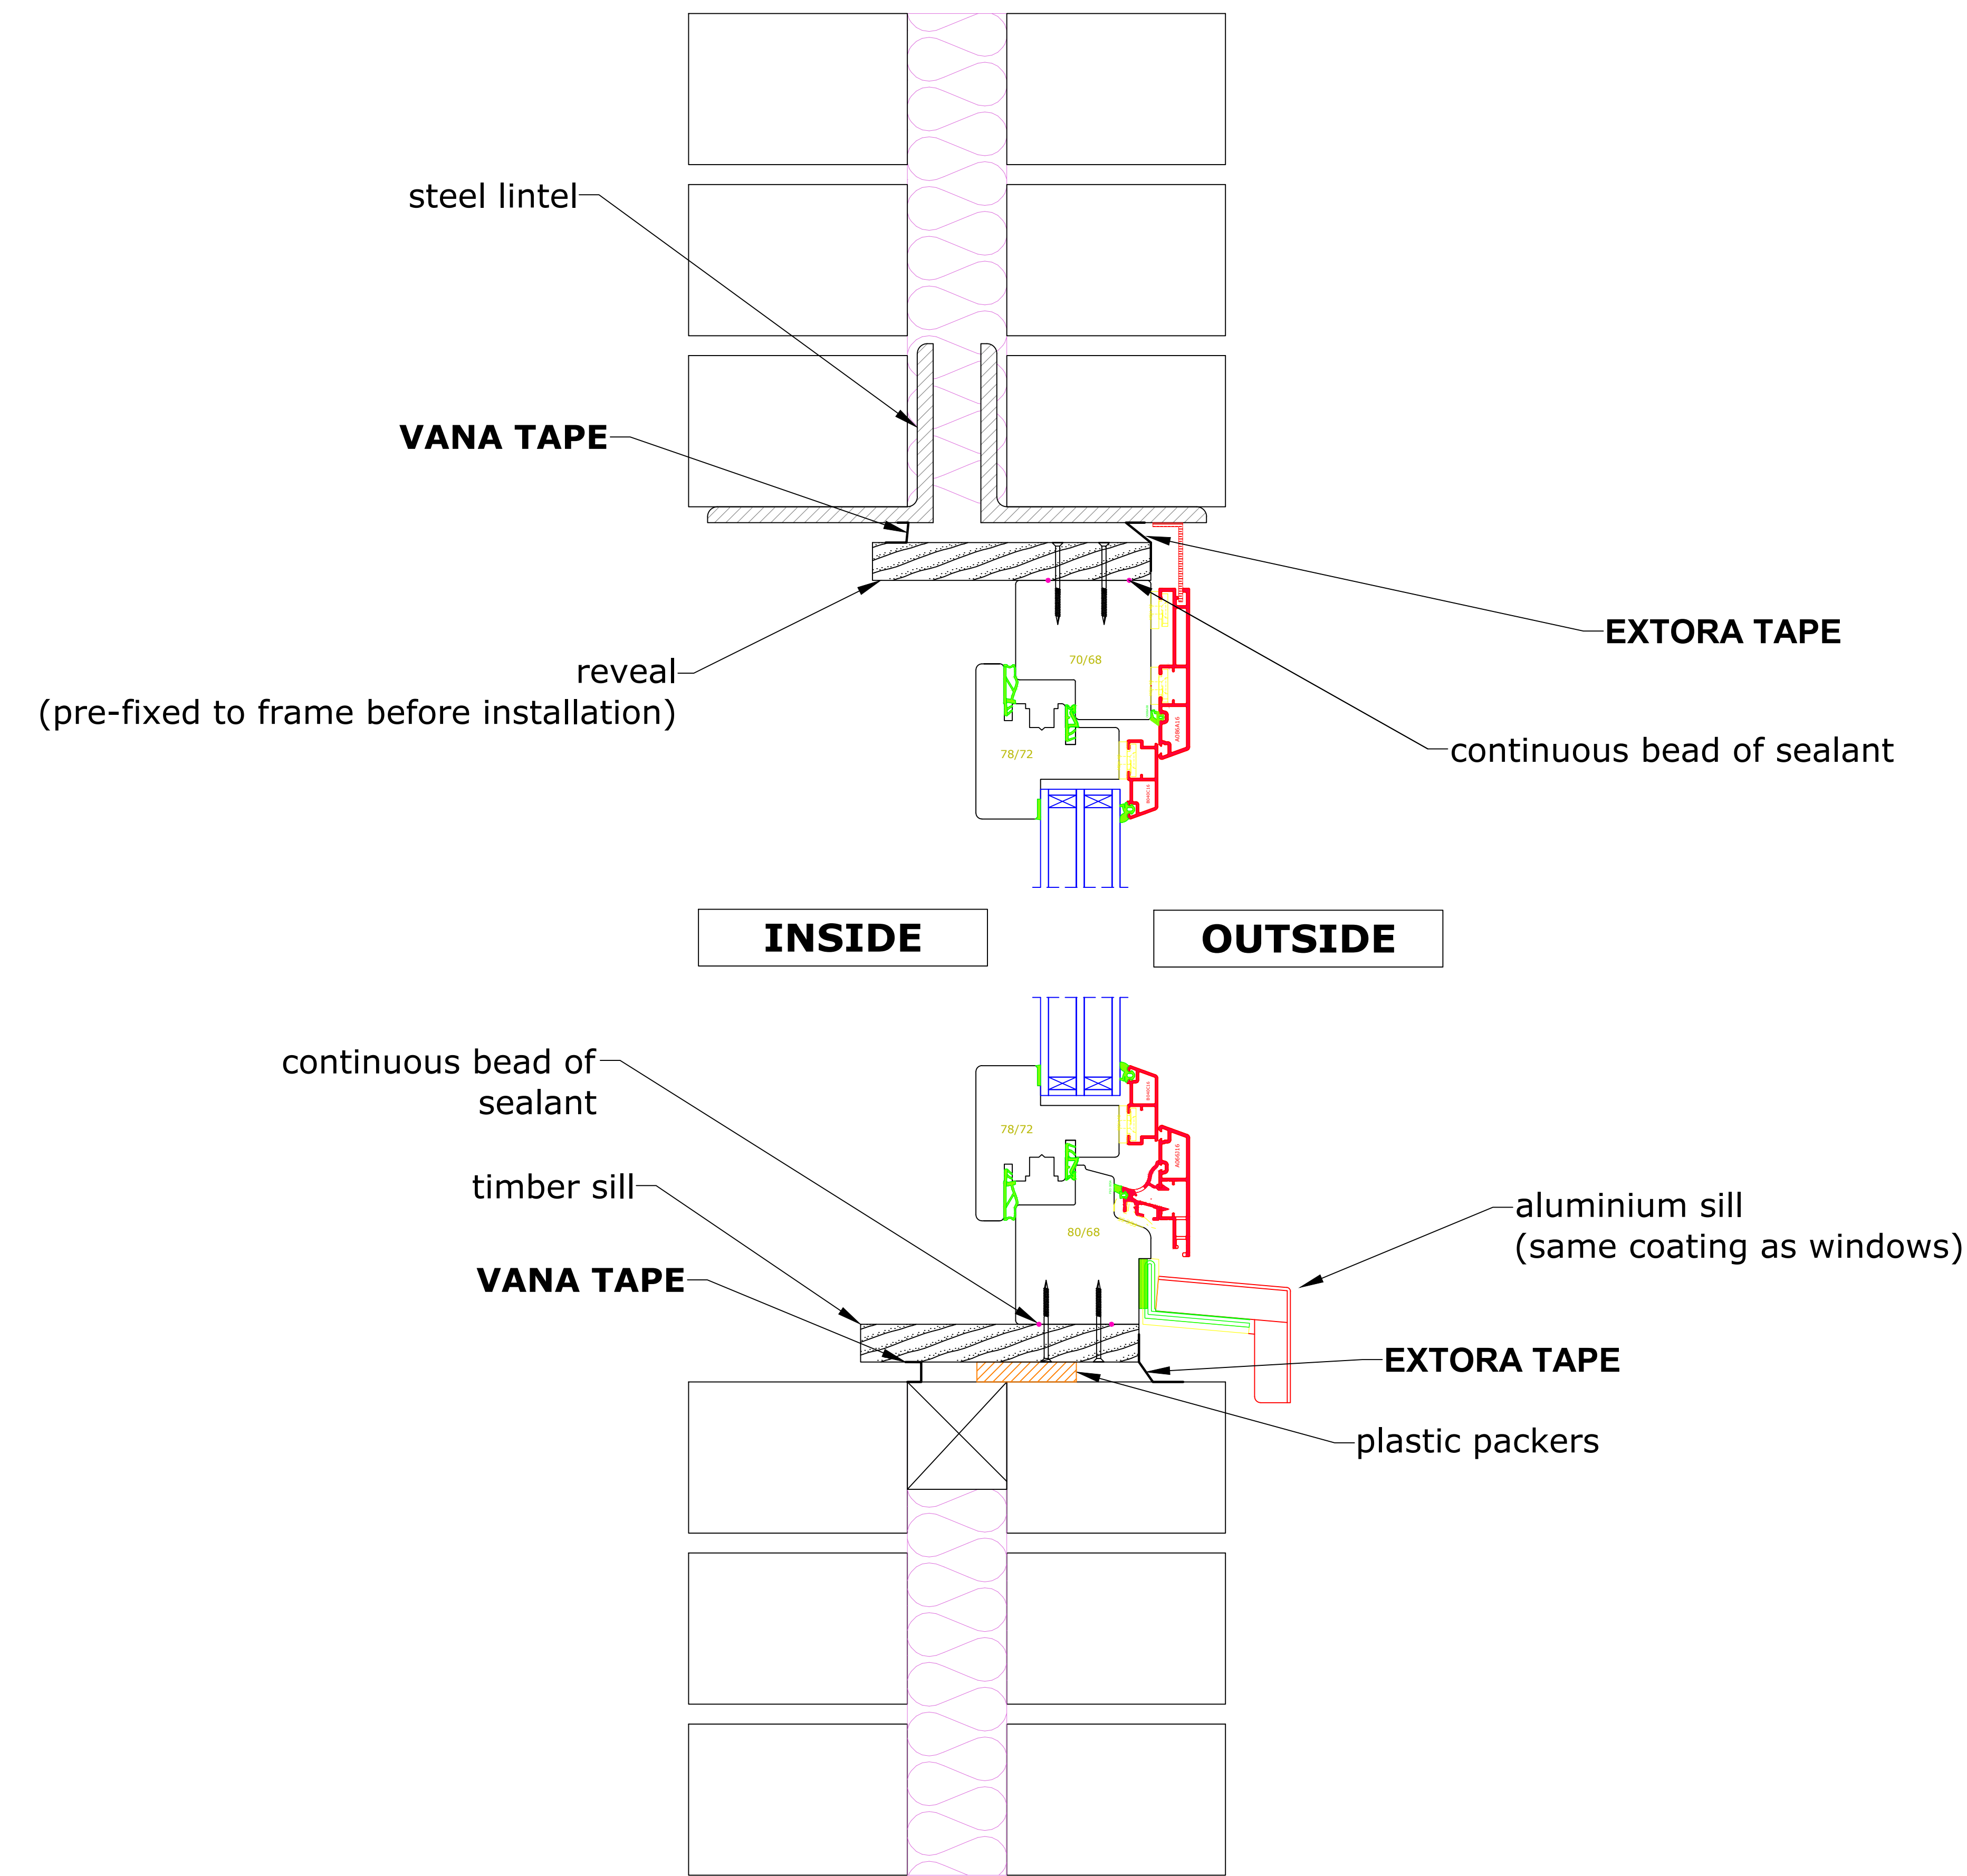 steel lintel
VANA TAPE
EXTORA TAPE
reveal
(pre-fixed to frame before installation)
70/68
A086A16
continuous bead of sealant
78/72
INSIDE
OUTSIDE
continuous bead of
sealant
78/72
A066J16
timber sill
aluminium sill
(same coating as windows)
80/68
VANA TAPE
EXTORA TAPE
plastic packers